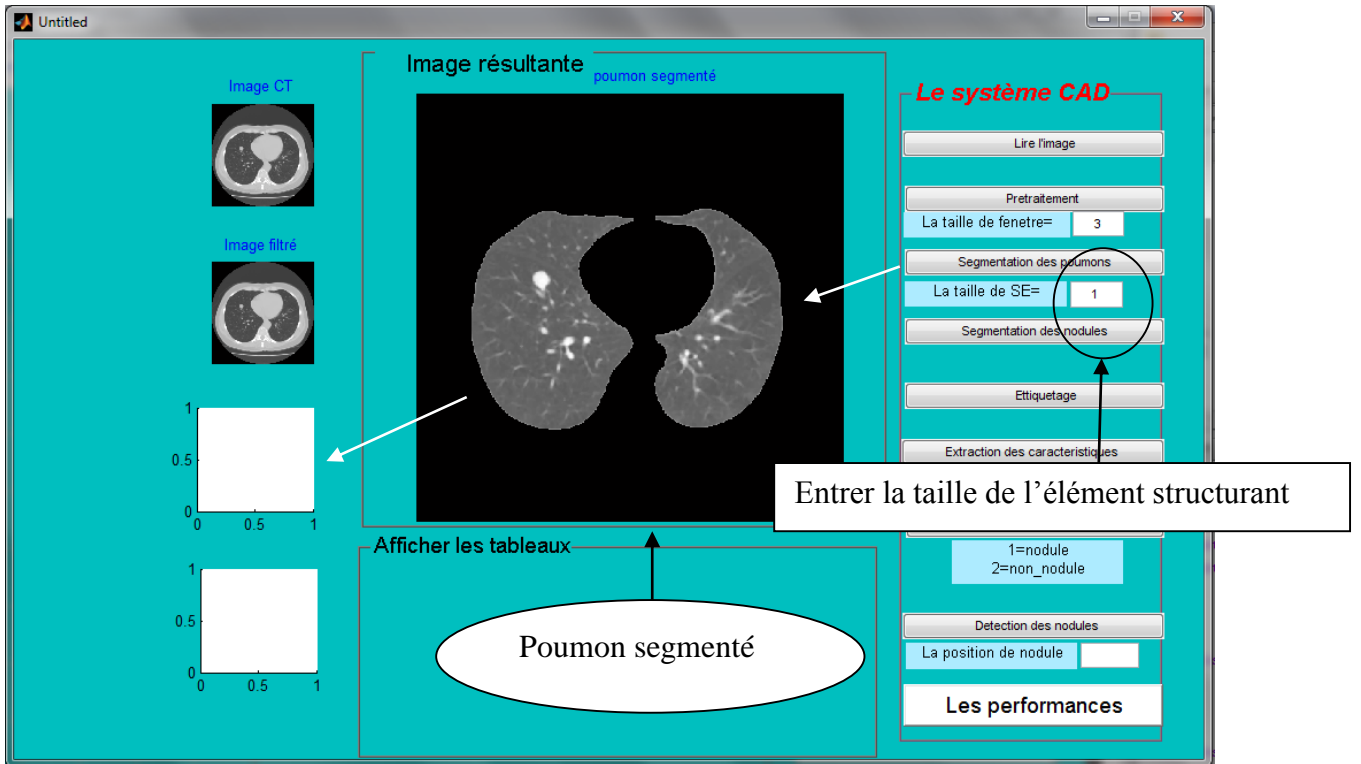 Untitled
Image CT
Image filtré
1
0.5
0
0 0.5 1
1
0.5
0
0 0.5 1
Image résultante
poumon segmenté
Afficher les tableaux
Poumon segmenté
Le système CAD
Lire l'image
Pretraitement
La taille de fenetre= 3
Segmentation des poumons
La taille de SE= 1
Segmentation des nodules
Ettiquetage
Extraction des caracteristiques
Entrer la taille de l’élément structurant
1=nodule
2=non_nodule
Detection des nodules
La position de nodule
Les performances